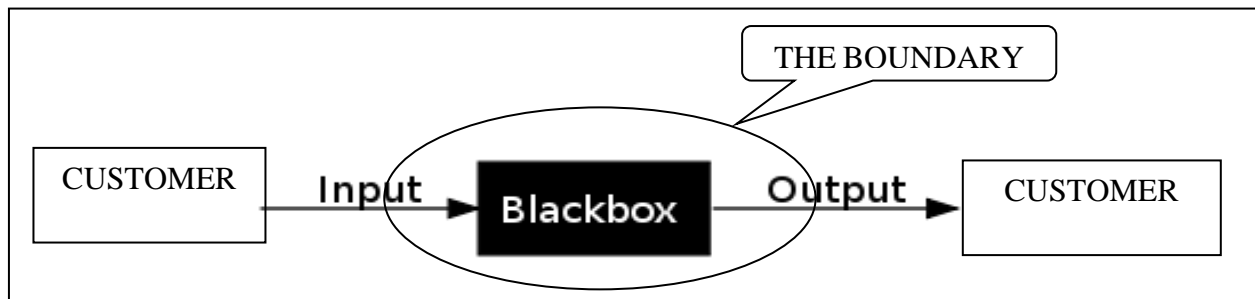 THE BOUNDARY
CUSTOMER
Input
Blackbox
Output
CUSTOMER